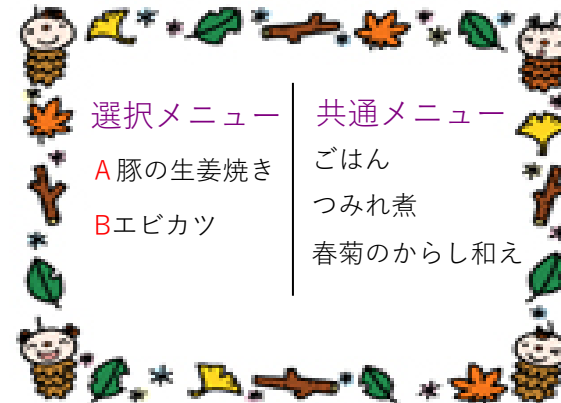 選択メニュー
A豚の生姜焼き
Bエビカツ
共通メニュー
ごはん
つみれ煮
春菊のからし和え